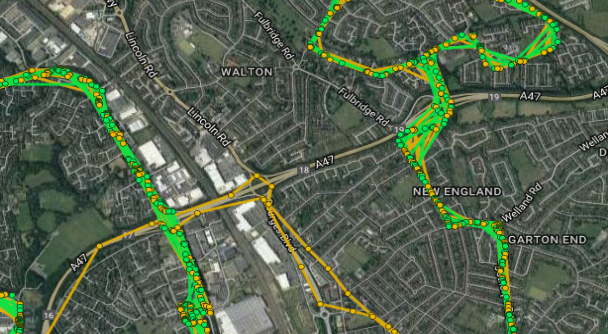 Lincoln Rd
Fulbridge Rd
WALTON
Fulbridge Rd
19
A47
A47
Lincoln Rd
19
18
A47
Welland Rd
NEW ENGLAND
GARTON END
A47
16